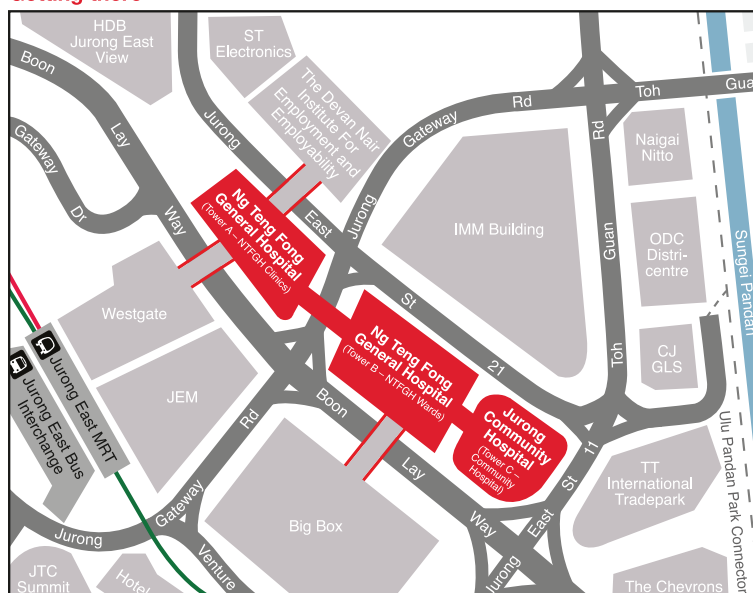 Getting there
HDB
Jurong East
View
ST
Electronics
The Devan Nair
Institute For
Employment and
Employability
Boon
Lay
Way
Gateway
Dr
Jurong
East
St
21
Jurong
Gateway
Rd
Toh
Gua
Rd
Guan
Toh
Naigai
Nitto
ODC
Distri-
centre
CJ
GLS
Sungei Pandan
Ulu Pandan Park Connector
IMM Building
Ng Teng Fong
General Hospital
(Tower A – NTFGH Clinics)
Ng Teng Fong
General Hospital
(Tower B – NTFGH Wards)
Jurong
Community
Hospital
(Tower C –
Community
Hospital)
Westgate
JEM
Jurong East MRT
Jurong East Bus
Interchange
Boon
Lay
Way
Jurong
Gateway
Rd
Venture
Big Box
Jurong
East
St
11
TT
International
Tradepark
The Chevrons
JTC
Summit
Hotel